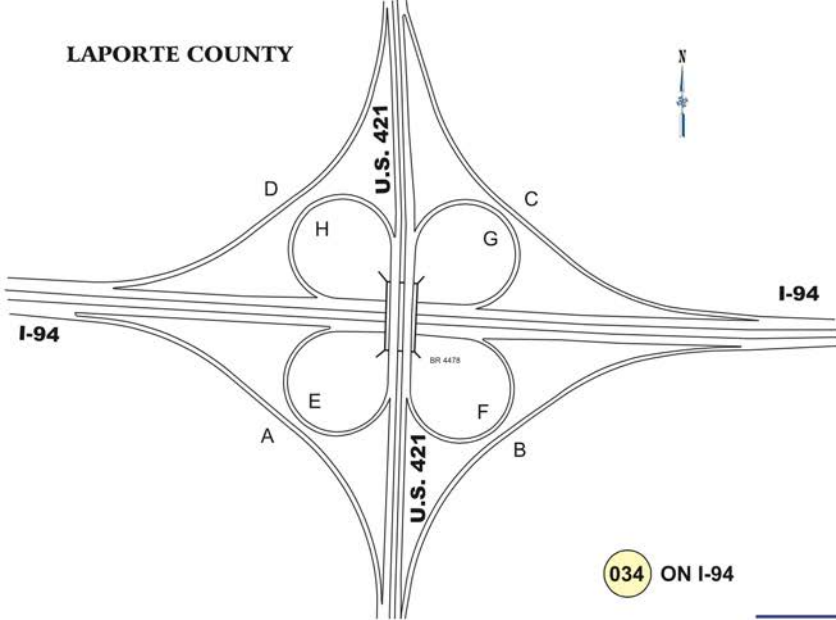 LAPORTE COUNTY
N
U.S. 421
D
C
H
G
I-94
I-94
BR 4478
E
F
A
B
U.S. 421
034 ON I-94